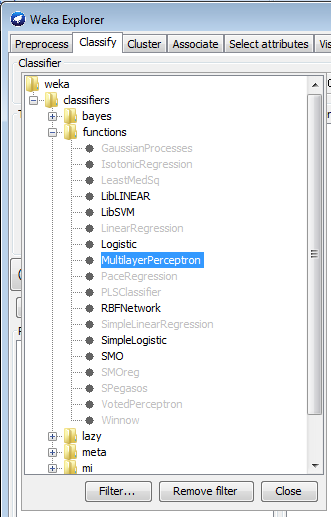 Weka Explorer
Preprocess Classify Cluster Associate Select attributes
Classifier
weka
classifiers
bayes
functions
GaussianProcesses
IsotonicRegression
LeastMedSq
LibLINEAR
LibSVM
LinearRegression
Logistic
MultilayerPerceptron
PaceRegression
PLSClassifier
RBFNetwork
SimpleLinearRegression
SimpleLogistic
SMO
SMOreg
SPegasos
VotedPerceptron
Winnow
lazy
meta
mi
Filter... Remove filter Close